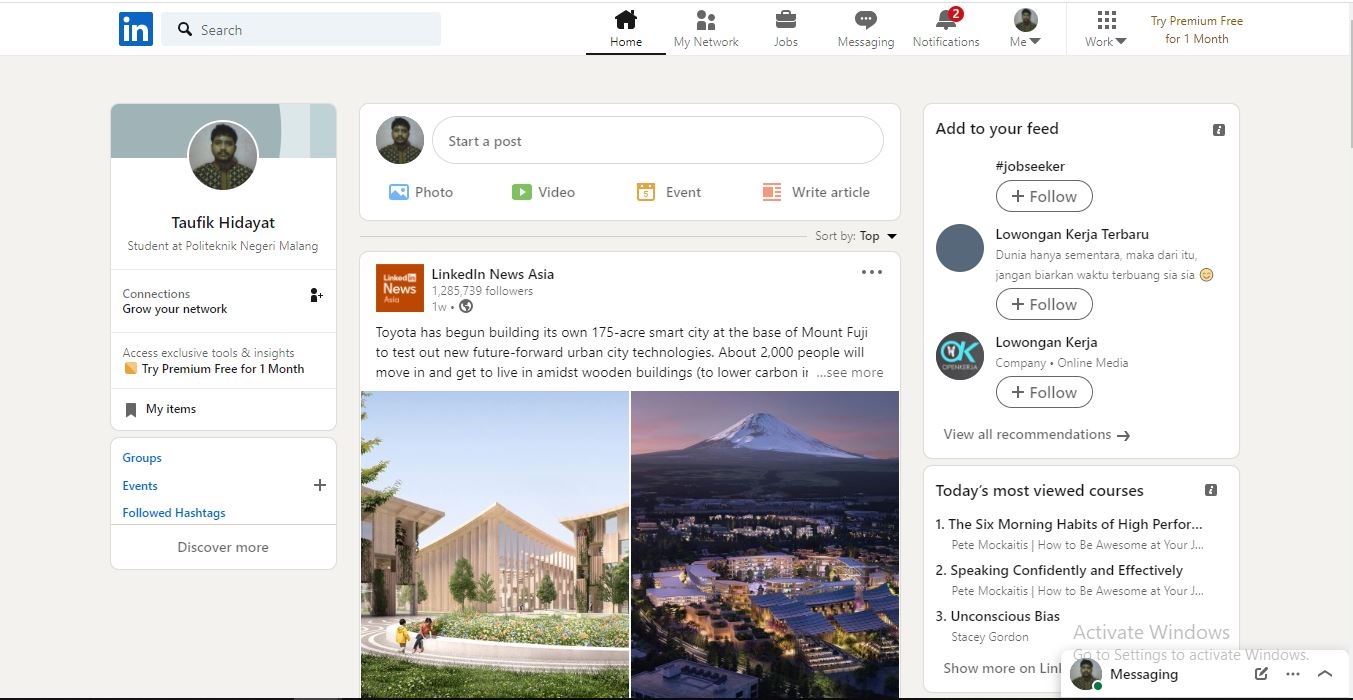 in
Search
Home
My Network
Jobs
Messaging
2
Notifications
Me
Work
Try Premium Free
for 1 Month
Taufik Hidayat
Student at Politeknik Negeri Malang
Connections
Grow your network
Access exclusive tools & insights
Try Premium Free for 1 Month
My items
Groups
Events
Followed Hashtags
Discover more
Start a post
Photo
Video
5
Event
Write article
Sort by: Top
LinkedIn
News
Asia
LinkedIn News Asia
1,285,739 followers
1w •
Toyota has begun building its own 175-acre smart city at the base of Mount Fuji
to test out new future-forward urban city technologies. About 2,000 people will
move in and get to live in amidst wooden buildings (to lower carbon ...see more
Add to your feed
#jobseeker
+ Follow
Lowongan Kerja Terbaru
Dunia hanya sementara, maka dari itu,
jangan biarkan waktu terbuang sia sia 😊
+ Follow
OK
OPENKERJA
Lowongan Kerja
Company • Online Media
+ Follow
View all recommendations →
Today's most viewed courses
1. The Six Morning Habits of High Perfor...
Pete Mockaitis | How to Be Awesome at Your J...
2. Speaking Confidently and Effectively
Pete Mockaitis | How to Be Awesome at Your J...
3. Unconscious Bias
Stacey Gordon
Show more on
Activate Windows
Go to Settings to activate Windows.
Messaging